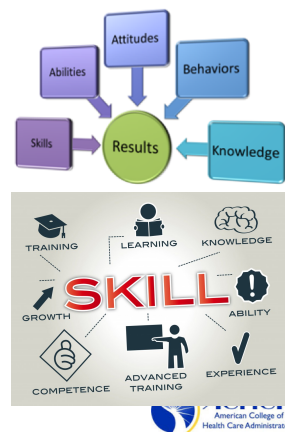 Attitudes
Abilities
Behaviors
Skills
Results
Knowledge
TRAINING
LEARNING
KNOWLEDGE
SKILL
GROWTH
ABILITY
COMPETENCE
ADVANCED
TRAINING
EXPERIENCE
American College of
Health Care Administrat